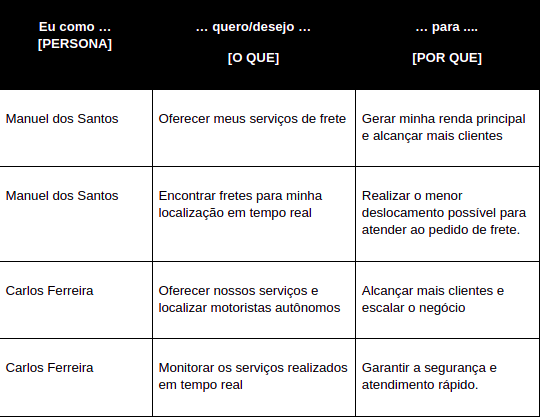 Eu como …
[PERSONA]
… quero/desejo …
[O QUE]
… para ....
[POR QUE]
Manuel dos Santos
Oferecer meus serviços de frete
Gerar minha renda principal
e alcançar mais clientes
Manuel dos Santos
Encontrar fretes para minha
localização em tempo real
Realizar o menor
deslocamento possível para
atender ao pedido de frete.
Carlos Ferreira
Oferecer nossos serviços e
localizar motoristas autônomos
Alcançar mais clientes e
escalar o negócio
Carlos Ferreira
Monitorar os serviços realizados
em tempo real
Garantir a segurança e
atendimento rápido.